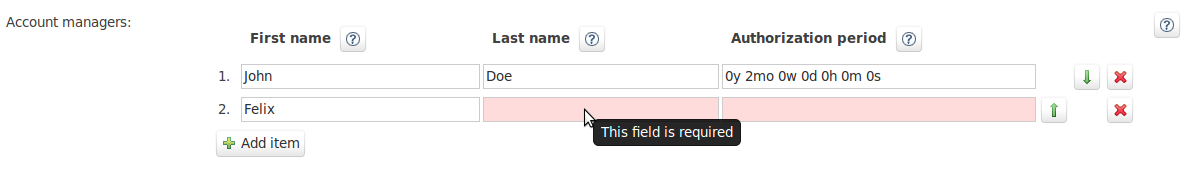 Account managers:
First name ? Last name ? Authorization period ? ?
1. John Doe 0y 2mo 0w 0d 0h 0m 0s
2. Felix
This field is required
Add item